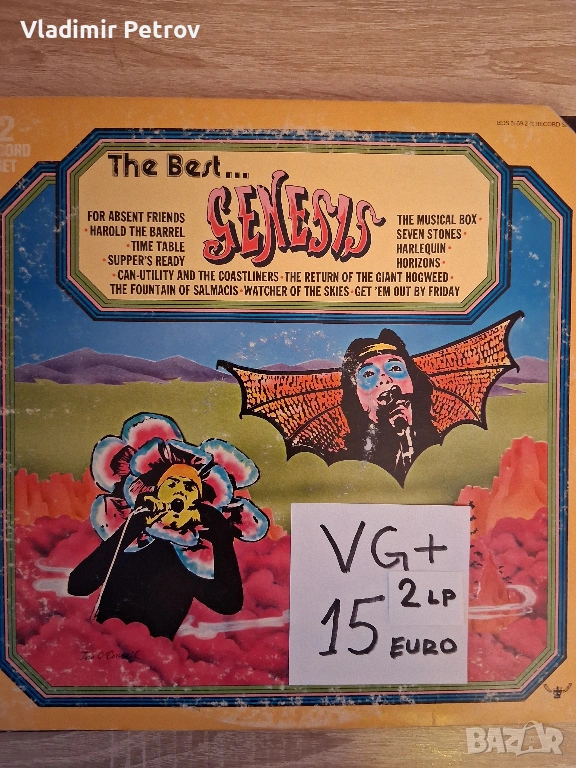 Vladimir Petrov
2
RECORD SET
The Best...
GENESIS
FOR ABSENT FRIENDS
• HAROLD THE BARREL
• TIME TABLE
• SUPPER'S READY
THE MUSICAL BOX •
SEVEN STONES •
HARLEQUIN •
HORIZONS •
• CAN-UTILITY AND THE COASTLINERS • THE RETURN OF THE GIANT HOGWEED •
THE FOUNTAIN OF SALMACIS • WATCHER OF THE SKIES • GET 'EM OUT BY FRIDAY
VG+
2 LP
15 EURO
BAZAR